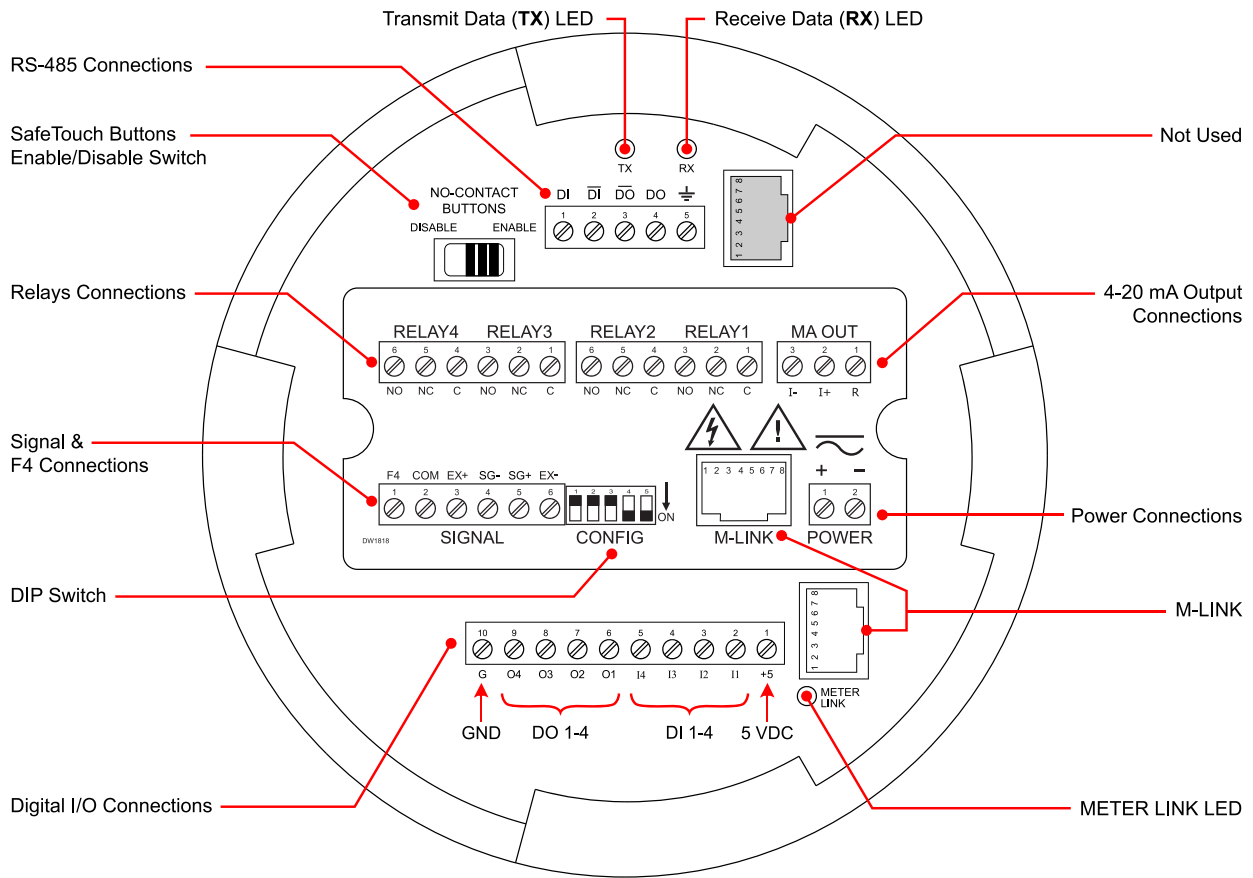 Transmit Data (TX) LED
Receive Data (RX) LED
RS-485 Connections
SafeTouch Buttons
Enable/Disable Switch
Not Used
TX
RX
NO-CONTACT
BUTTONS
DISABLE
ENABLE
DI D̅I̅ D̅O̅ DO
1 2 3 4 5
1 2 3 4 5 6 7 8
Relays Connections
4-20 mA Output
Connections
RELAY4 RELAY3
6 5 4 3 2 1
NO NC C NO NC C
RELAY2 RELAY1
6 5 4 3 2 1
NO NC C NO NC C
MA OUT
3 2 1
I- I+ R
Signal &
F4 Connections
F4 COM EX+ SG- SG+ EX-
1 2 3 4 5 6
DW1818
SIGNAL
1 2 3 4 5
ON
CONFIG
!
1 2 3 4 5 6 7 8
M-LINK
+ −
1 2
POWER
Power Connections
DIP Switch
M-LINK
1 2 3 4 5 6 7 8
10 9 8 7 6 5 4 3 2 1
G O4 O3 O2 O1 I4 I3 I2 I1 +5
METER
LINK
GND
DO 1-4
DI 1-4
5 VDC
Digital I/O Connections
METER LINK LED